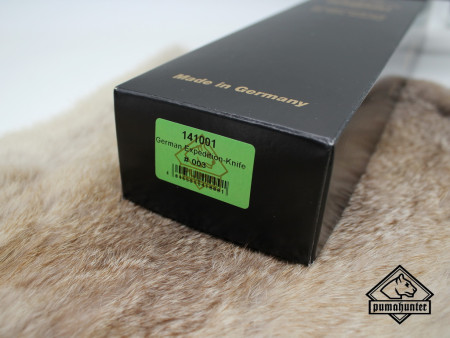 Made in Germany
141001
German Expedition-Knife
# 003
pumahunter